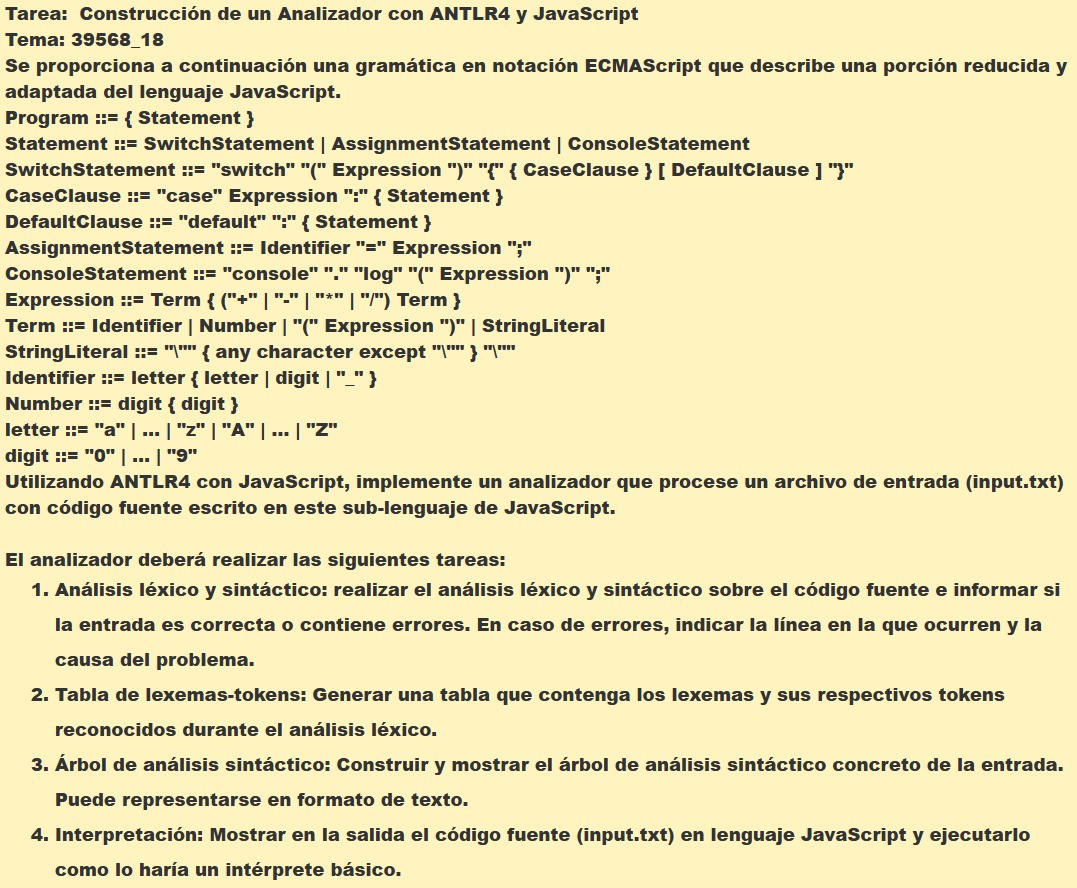 Tarea:  Construcción de un Analizador con ANTLR4 y JavaScript
Tema: 39568_18
Se proporciona a continuación una gramática en notación ECMAScript que describe una porción reducida y
adaptada del lenguaje JavaScript.
Program ::= { Statement }
Statement ::= SwitchStatement | AssignmentStatement | ConsoleStatement
SwitchStatement ::= "switch" "(" Expression ")" "{" { CaseClause } [ DefaultClause ] "}"
CaseClause ::= "case" Expression ":" { Statement }
DefaultClause ::= "default" ":" { Statement }
AssignmentStatement ::= Identifier "=" Expression ";"
ConsoleStatement ::= "console" "." "log" "(" Expression ")" ";"
Expression ::= Term { ("+" | "-" | "*" | "/") Term }
Term ::= Identifier | Number | "(" Expression ")" | StringLiteral
StringLiteral ::= "\"" { any character except "\"" } "\""
Identifier ::= letter { letter | digit | "_" }
Number ::= digit { digit }
letter ::= "a" | ... | "z" | "A" | ... | "Z"
digit ::= "0" | ... | "9"
Utilizando ANTLR4 con JavaScript, implemente un analizador que procese un archivo de entrada (input.txt)
con código fuente escrito en este sub-lenguaje de JavaScript.
El analizador deberá realizar las siguientes tareas:
1. Análisis léxico y sintáctico: realizar el análisis léxico y sintáctico sobre el código fuente e informar si
la entrada es correcta o contiene errores. En caso de errores, indicar la línea en la que ocurren y la
causa del problema.
2. Tabla de lexemas-tokens: Generar una tabla que contenga los lexemas y sus respectivos tokens
reconocidos durante el análisis léxico.
3. Árbol de análisis sintáctico: Construir y mostrar el árbol de análisis sintáctico concreto de la entrada.
Puede representarse en formato de texto.
4. Interpretación: Mostrar en la salida el código fuente (input.txt) en lenguaje JavaScript y ejecutarlo
como lo haría un intérprete básico.